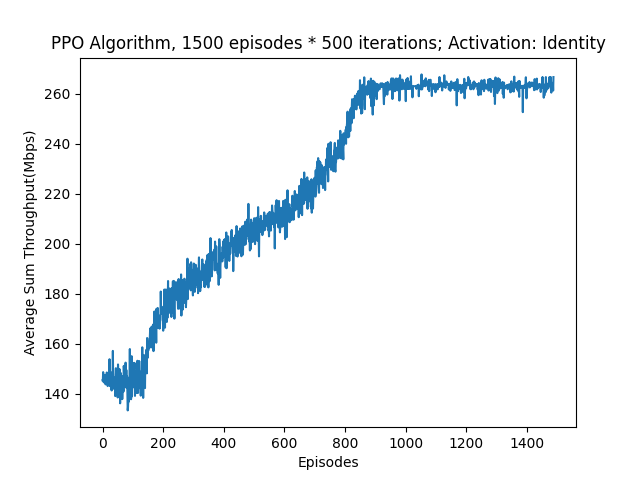 PPO Algorithm, 1500 episodes * 500 iterations; Activation: Identity
260
240
220
200
180
160
140
Average Sum Throughput(Mbps)
0 200 400 600 800 1000 1200 1400
Episodes